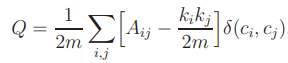 Q = \frac{1}{2m} \sum_{i,j} \left[ A_{ij} - \frac{k_i k_j}{2m} \right] \delta(c_i, c_j)